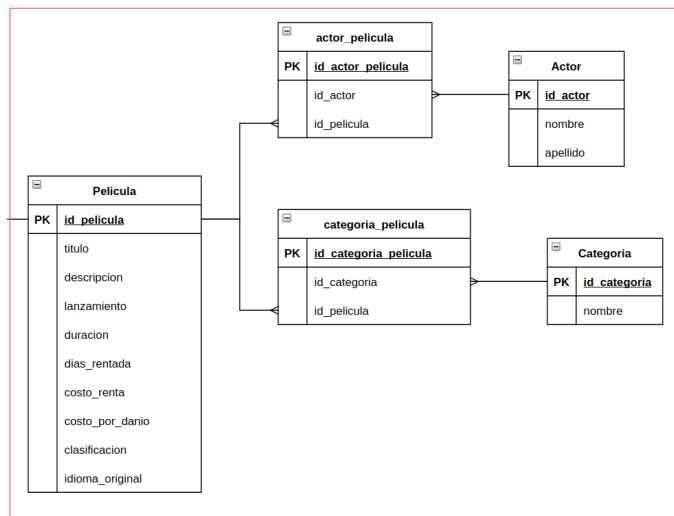 actor_pelicula
PK id_actor_pelicula
id_actor
id_pelicula
Actor
PK id_actor
nombre
apellido
Pelicula
PK id_pelicula
titulo
descripcion
lanzamiento
duracion
dias_rentada
costo_renta
costo_por_danio
clasificacion
idioma_original
categoria_pelicula
PK id_categoria_pelicula
id_categoria
id_pelicula
Categoria
PK id_categoria
nombre